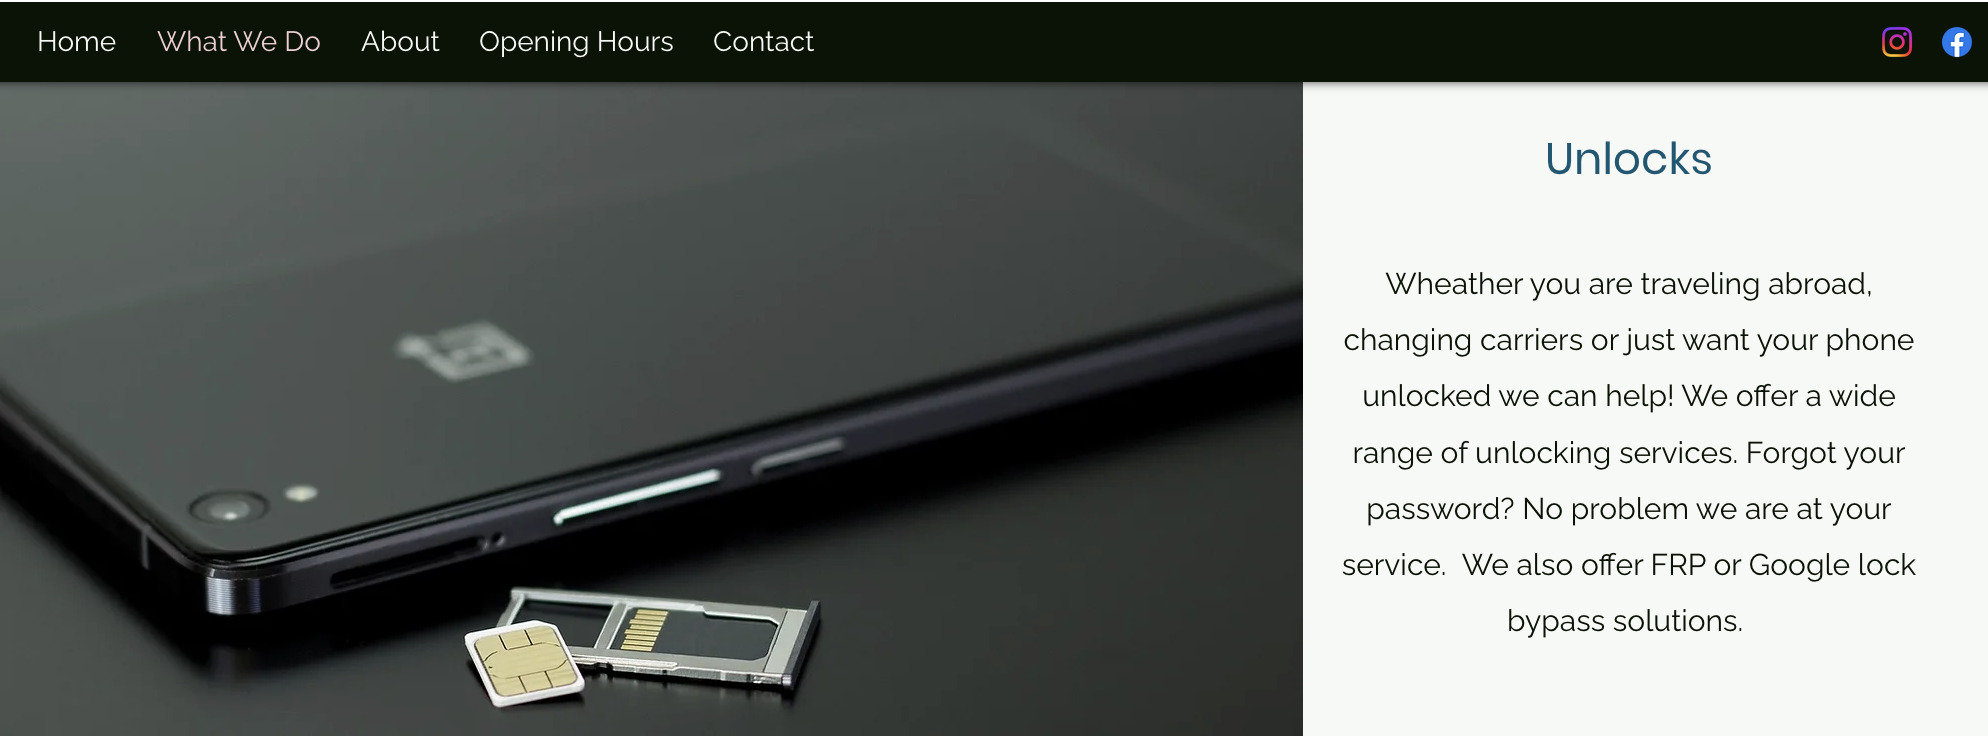 Home What We Do About Opening Hours Contact
Unlocks
Wheather you are traveling abroad,
changing carriers or just want your phone
unlocked we can help! We offer a wide
range of unlocking services. Forgot your
password? No problem we are at your
service.  We also offer FRP or Google lock
bypass solutions.